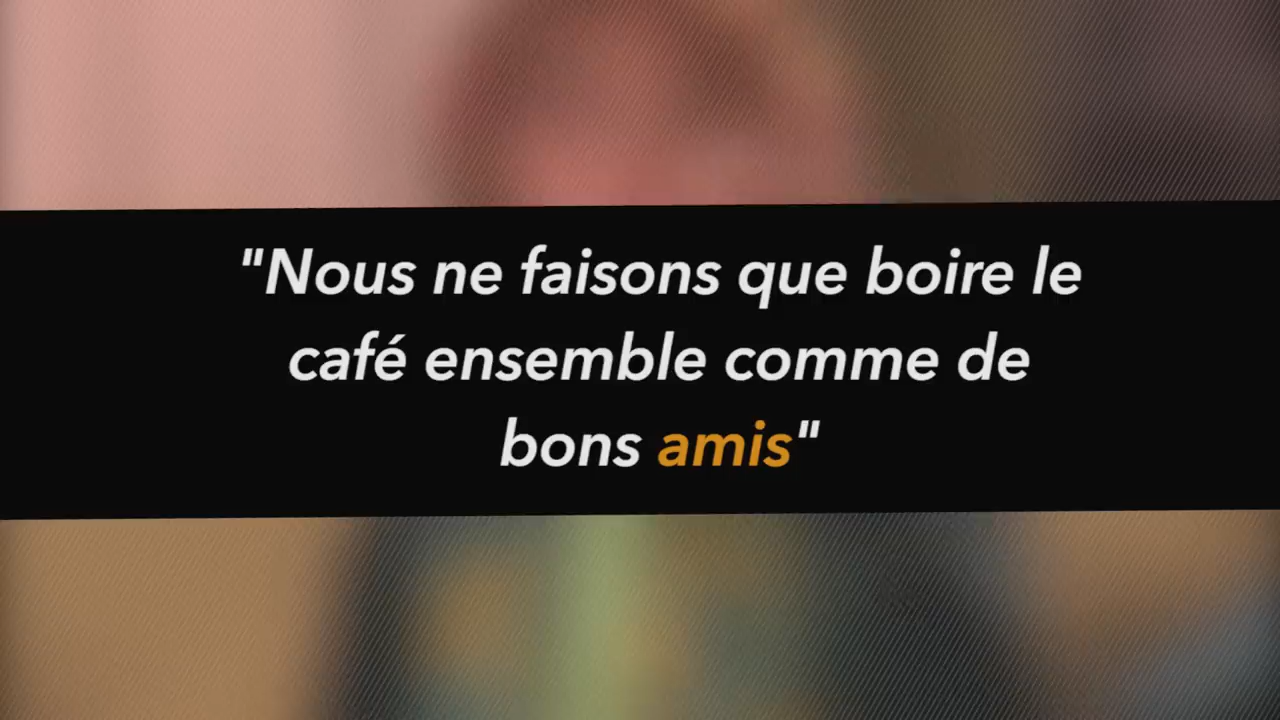 "Nous ne faisons que boire le
café ensemble comme de
bons amis"